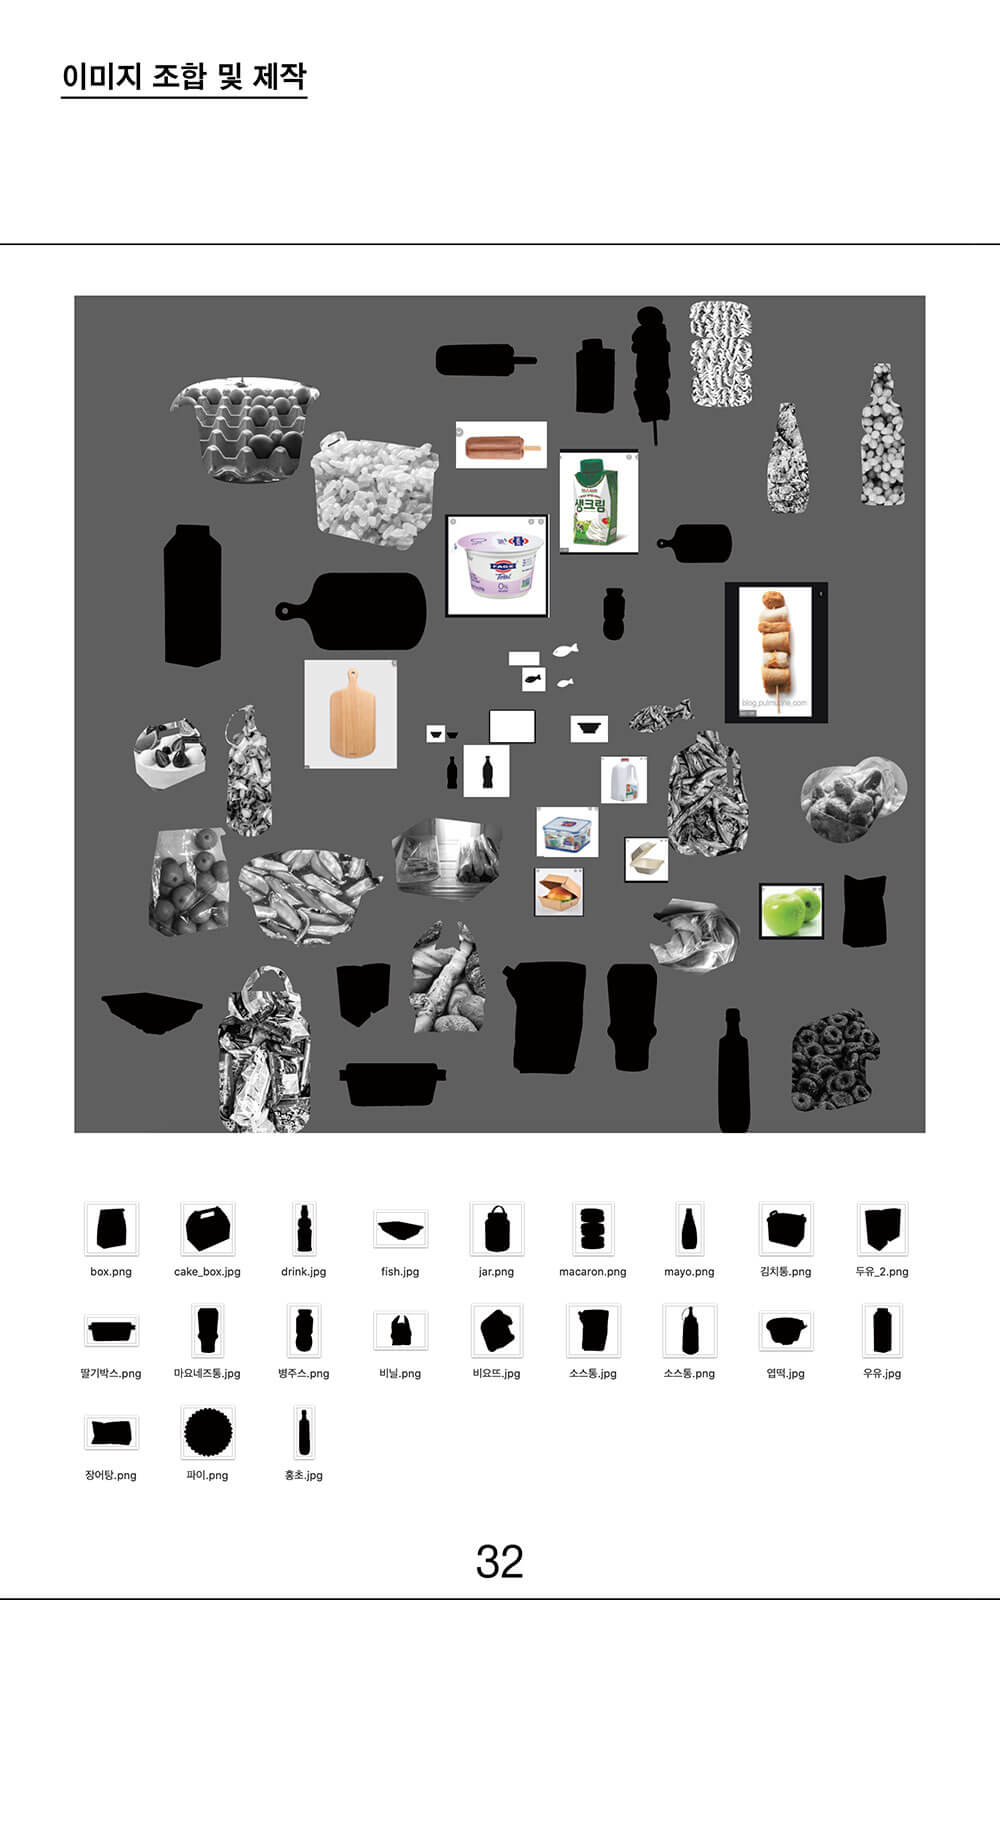 이미지 조합 및 제작
생크림
FAGE
Total
0%
blog.pulmuone.com
box.png
cake_box.jpg
drink.jpg
fish.jpg
jar.png
macaron.png
mayo.png
김치통.png
두유_2.png
딸기박스.png
마요네즈통.jpg
병주스.png
비닐.png
비요뜨.jpg
소스통.jpg
소스통.png
엽떡.jpg
우유.jpg
장어탕.png
파이.png
홍초.jpg
32